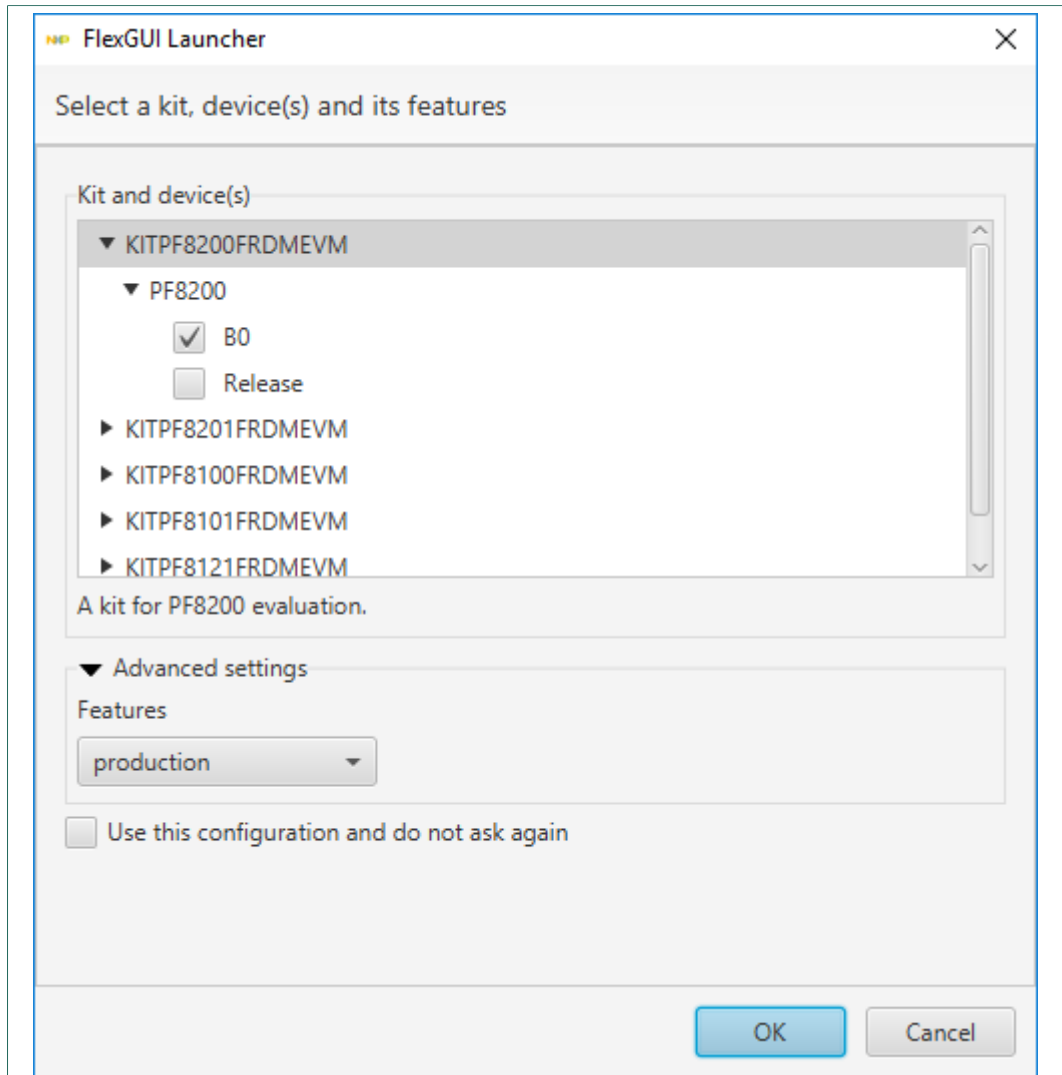 NXP FlexGUI Launcher
Select a kit, device(s) and its features
Kit and device(s)
KITPF8200FRDMEVM
PF8200
B0
Release
KITPF8201FRDMEVM
KITPF8100FRDMEVM
KITPF8101FRDMEVM
KITPF8121FRDMEVM
A kit for PF8200 evaluation.
Advanced settings
Features
production
Use this configuration and do not ask again
OK Cancel